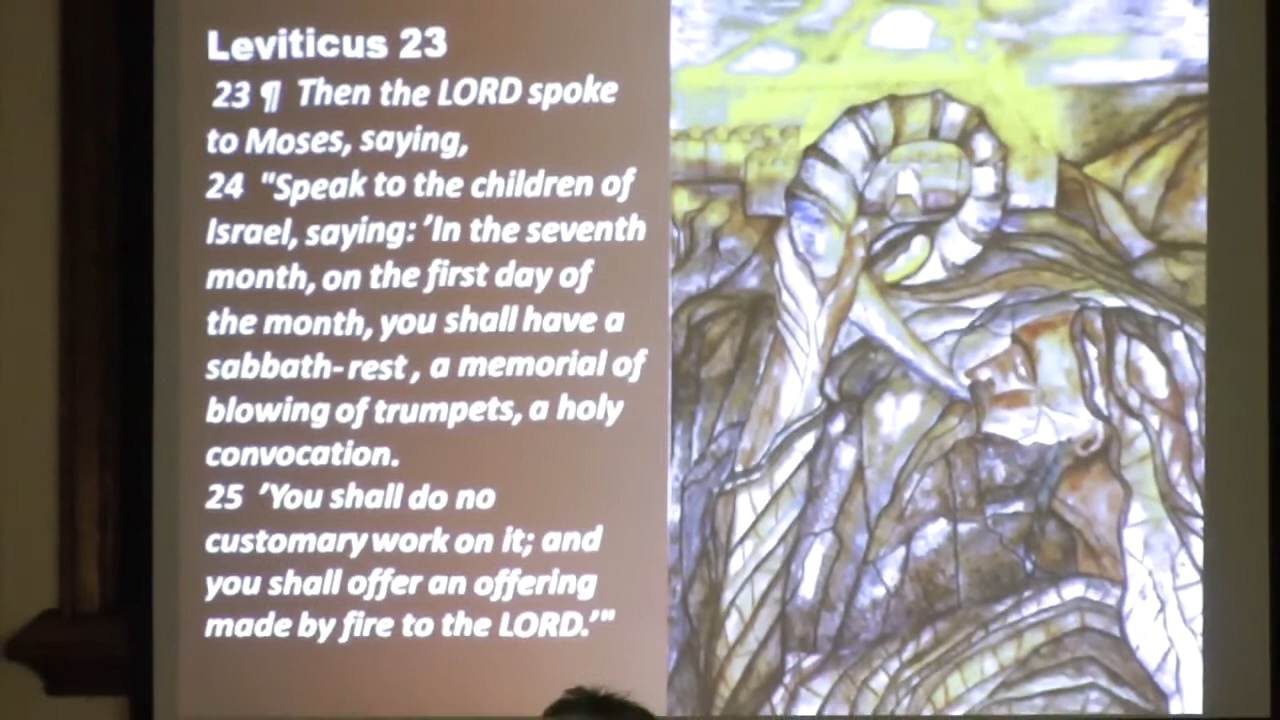 Leviticus 23
23 ¶ Then the LORD spoke
to Moses, saying,
24 "Speak to the children of
Israel, saying: 'In the seventh
month, on the first day of
the month, you shall have a
sabbath-rest, a memorial of
blowing of trumpets, a holy
convocation.
25 'You shall do no
customary work on it; and
you shall offer an offering
made by fire to the LORD.'"